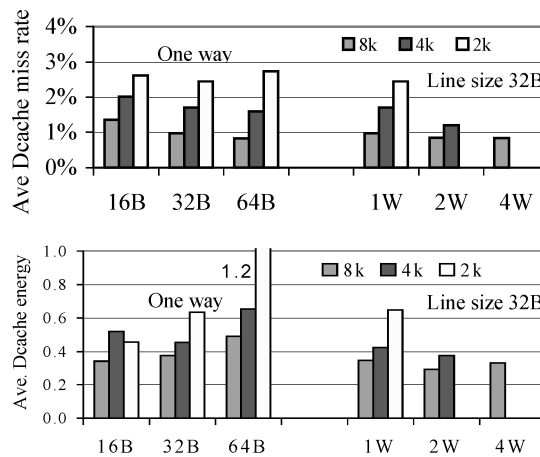 Ave Dcache miss rate
4%
3%
2%
1%
0%
One way
8k 4k 2k
Line size 32B
16B 32B 64B 1W 2W 4W
Ave. Dcache energy
1.0
0.8
0.6
0.4
0.2
0.0
1.2
One way
8k 4k 2k
Line size 32B
16B 32B 64B 1W 2W 4W